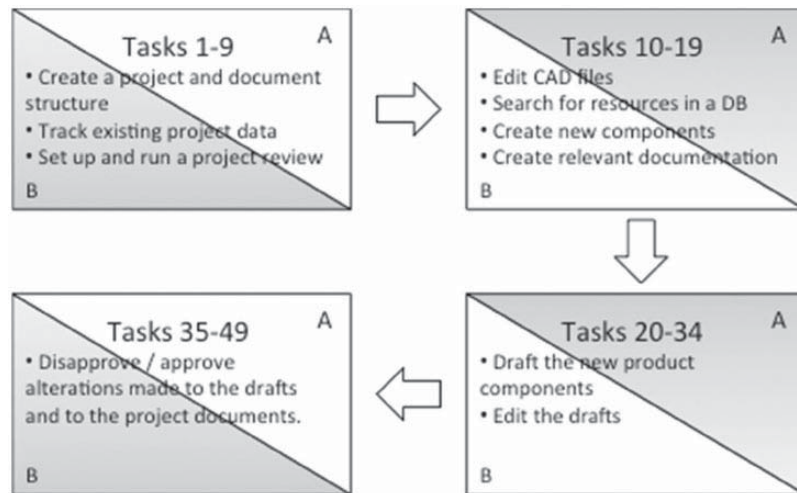 Tasks 1-9
A
• Create a project and document
structure
• Track existing project data
• Set up and run a project review
B
Tasks 10-19
A
• Edit CAD files
• Search for resources in a DB
• Create new components
• Create relevant documentation
B
Tasks 20-34
A
• Draft the new product
components
• Edit the drafts
B
Tasks 35-49
A
• Disapprove / approve
alterations made to the drafts
and to the project documents.
B